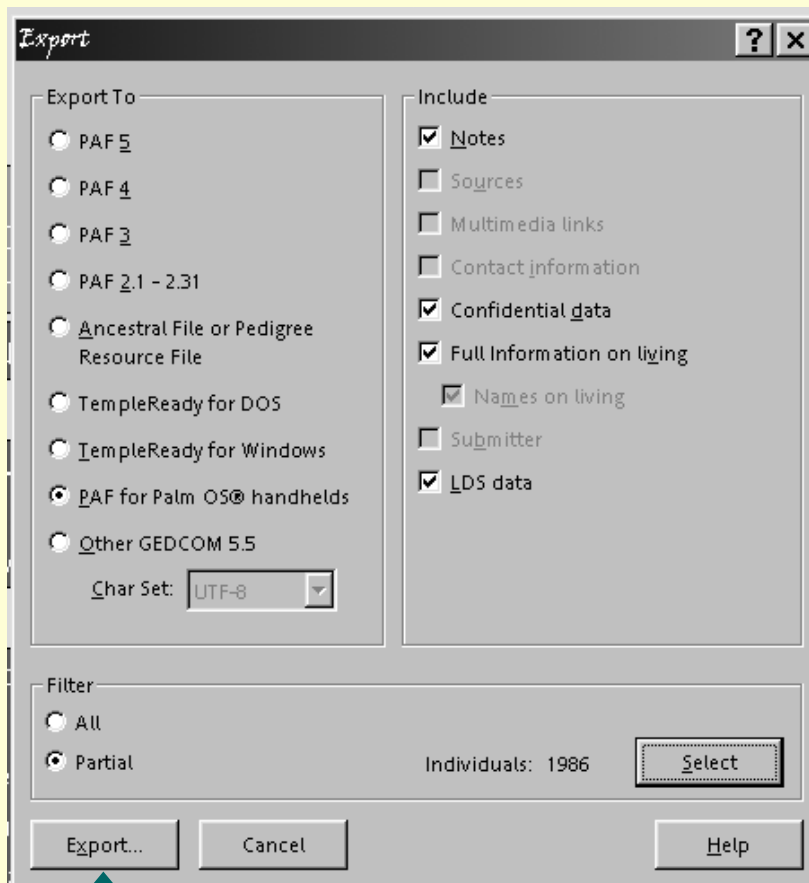 Export
Export To
PAF 5
PAF 4
PAF 3
PAF 2.1 - 2.31
Ancestral File or Pedigree
Resource File
TempleReady for DOS
TempleReady for Windows
PAF for Palm OS® handhelds
Other GEDCOM 5.5
Char Set: UTF-8
Include
Notes
Sources
Multimedia links
Contact information
Confidential data
Full Information on living
Names on living
Submitter
LDS data
Filter
All
Partial
Individuals: 1986
Select
Export...
Cancel
Help